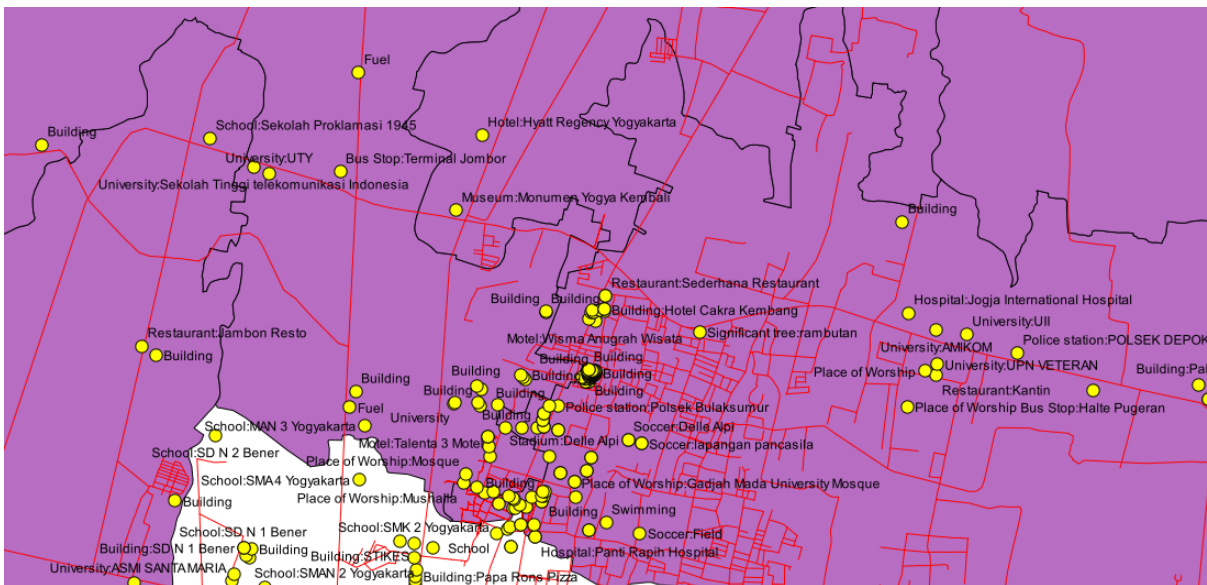 Fuel
Building
School:Sekolah Proklamasi 1945
Hotel:Hyatt Regency Yogyakarta
University:UTY
Bus Stop:Terminal Jombor
University:Sekolah Tinggi telekomunikasi Indonesia
Museum:Monumen Yogya Kembali
Building
Restaurant:Sederhana Restaurant
Building
Building
Hospital:Jogja International Hospital
Building:Hotel Cakra Kembang
Restaurant:Jambon Resto
Motel:Wisma Anugrah Wisata
Significant tree:rambutan
University:UII
University:AMIKOM
Police station:POLSEK DEPOK
Building
Building
Building
Building
Building
Place of Worship
University:UPN VETERAN
Building
Building
Building
Building
Building
Building
Restaurant:Kantin
Building:Pal
Fuel
University
Building
Police station:Polsek Bulaksumur
Place of Worship
Bus Stop:Halte Pugeran
School:MAN 3 Yogyakarta
Soccer:Delle Alpi
Motel:Talenta 3 Motel
Stadium:Delle Alpi
Soccer:lapangan pancasila
School:SD N 2 Bener
Place of Worship:Mosque
School:SMA4 Yogyakarta
Building
Place of Worship:Gadjah Mada University Mosque
Building
Place of Worship:Mushalla
Building
Swimming
School:SD N 1 Bener
School:SMK 2 Yogyakarta
Soccer:Field
Building:SD N 1 Bener
Building
School
Hospital:Panti Rapih Hospital
Building:STIKES
University:ASMI SANTA MARIA
School:SMAN 2 Yogyakarta
Building:Papa Rons Pizza